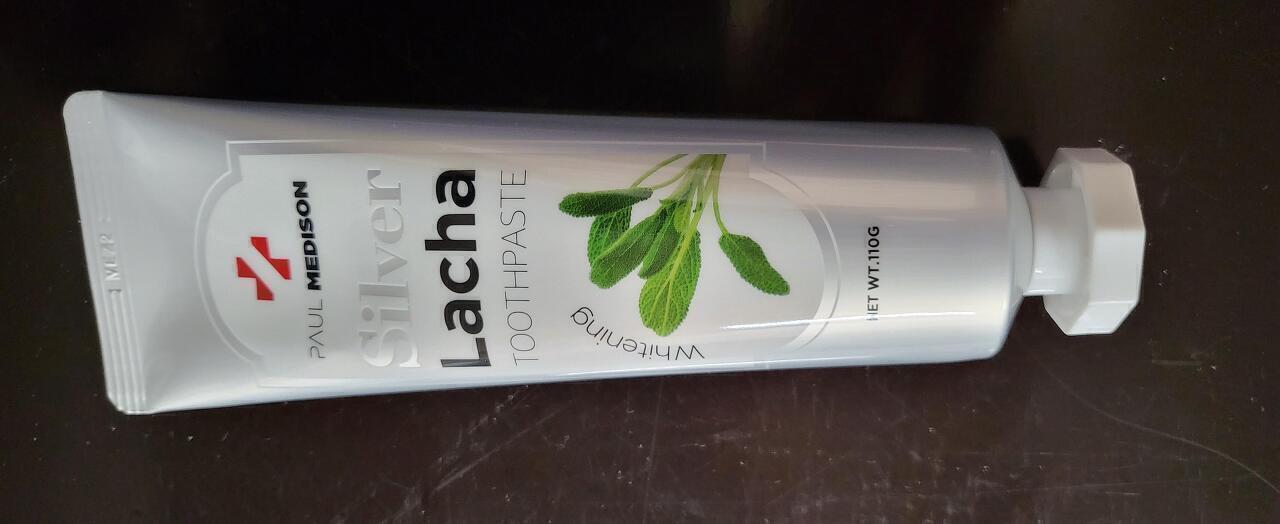 PAUL MEDISON
Silver
Lacha
TOOTHPASTE
Whitening
NET WT.110G